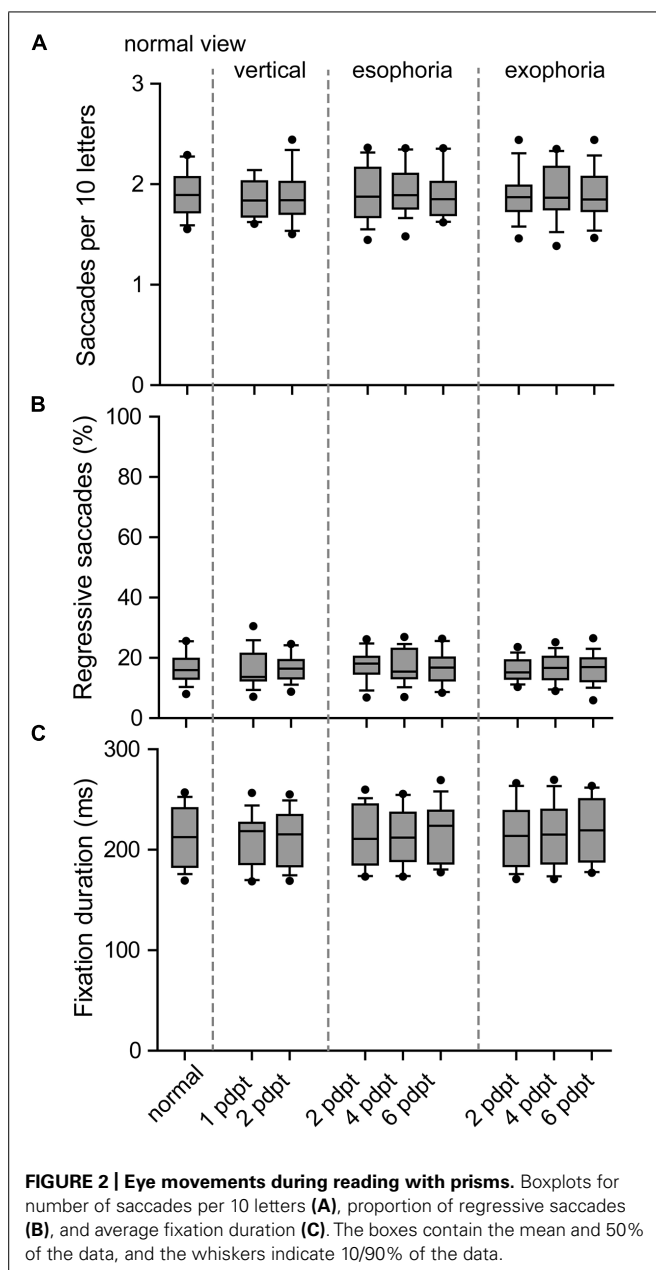 A
normal view
vertical
esophoria
exophoria
Saccades per 10 letters
3
2
1
0
B
Regressive saccades (%)
100
80
60
40
20
0
C
Fixation duration (ms)
300
200
100
0
normal
1 pdpt
2 pdpt
2 pdpt
4 pdpt
6 pdpt
2 pdpt
4 pdpt
6 pdpt
FIGURE 2 | Eye movements during reading with prisms. Boxplots for
number of saccades per 10 letters (A), proportion of regressive saccades
(B), and average fixation duration (C). The boxes contain the mean and 50%
of the data, and the whiskers indicate 10/90% of the data.